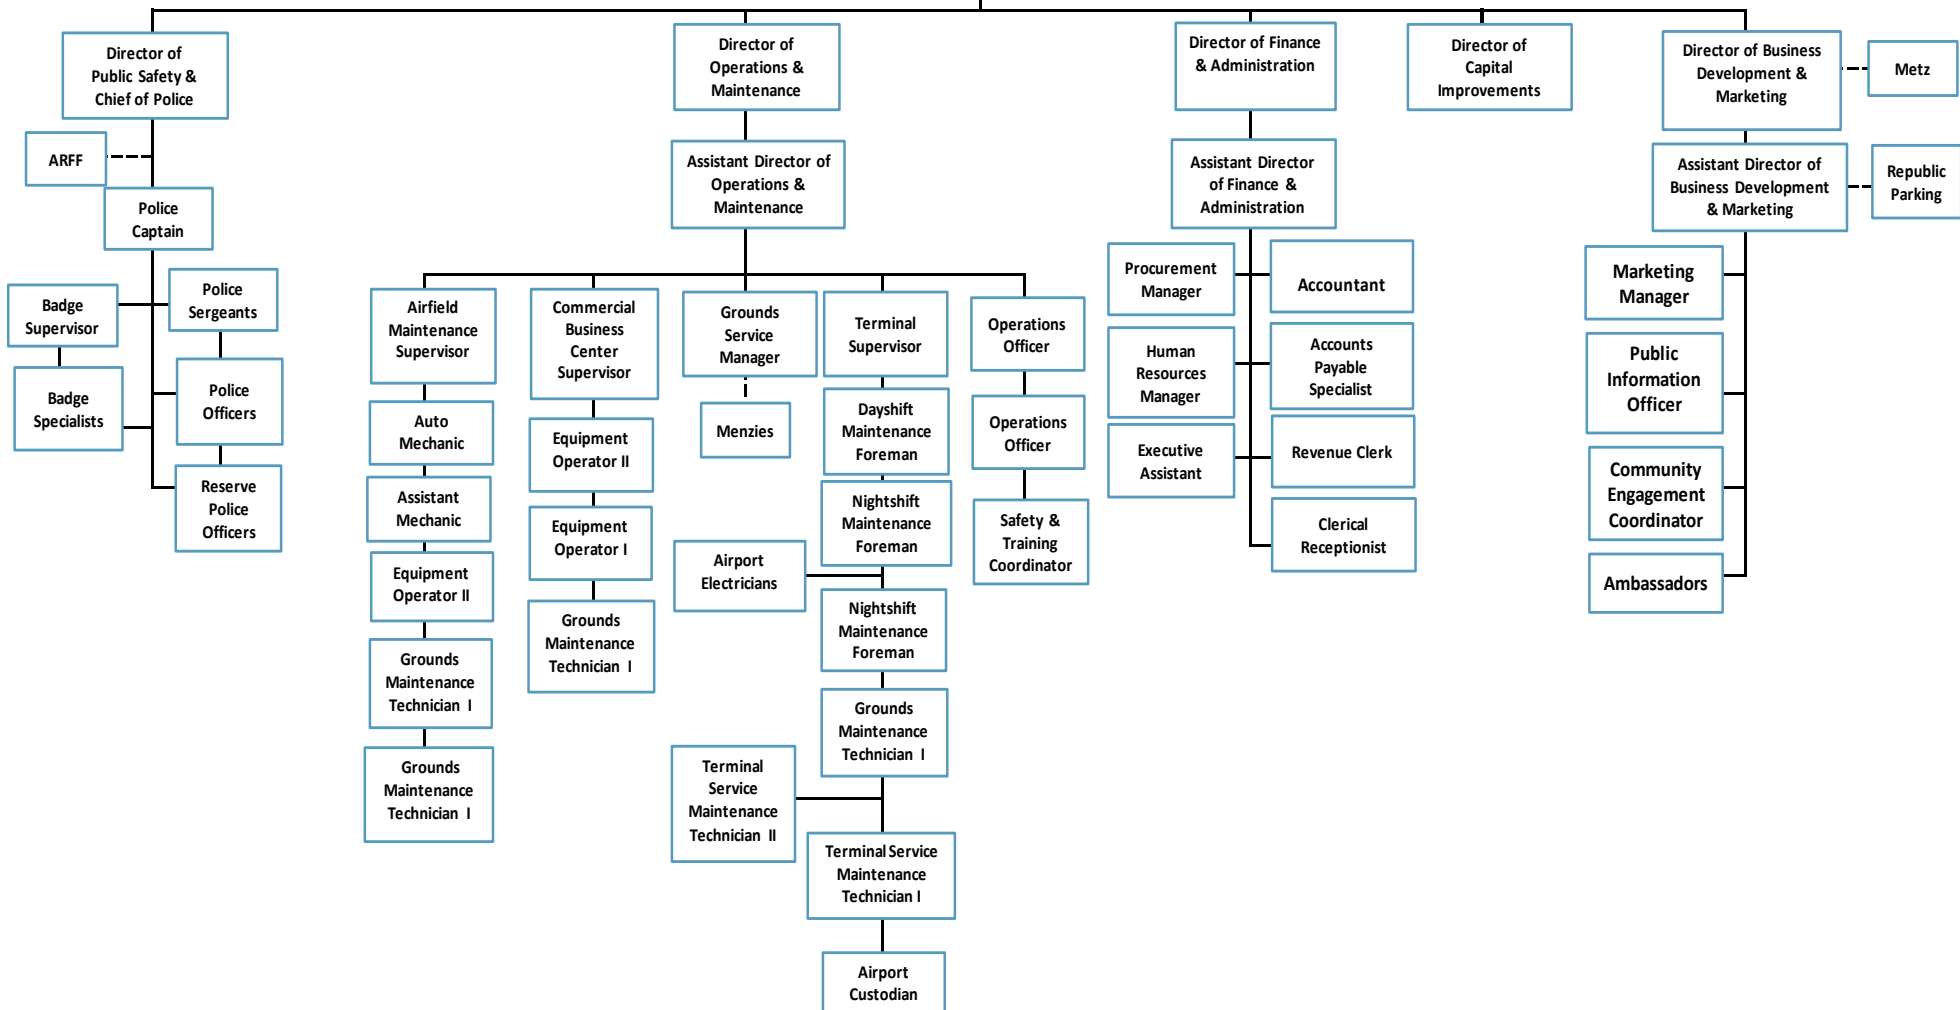 Director of
Public Safety &
Chief of Police
ARFF
Police
Captain
Badge
Supervisor
Police
Sergeants
Badge
Specialists
Police
Officers
Reserve
Police
Officers
Director of
Operations &
Maintenance
Assistant Director of
Operations &
Maintenance
Airfield
Maintenance
Supervisor
Auto
Mechanic
Assistant
Mechanic
Equipment
Operator II
Grounds
Maintenance
Technician I
Grounds
Maintenance
Technician I
Commercial
Business
Center
Supervisor
Equipment
Operator II
Equipment
Operator I
Grounds
Maintenance
Technician I
Grounds
Service
Manager
Menzies
Terminal
Supervisor
Dayshift
Maintenance
Foreman
Nightshift
Maintenance
Foreman
Airport
Electricians
Nightshift
Maintenance
Foreman
Grounds
Maintenance
Technician I
Terminal
Service
Maintenance
Technician II
Terminal Service
Maintenance
Technician I
Airport
Custodian
Operations
Officer
Operations
Officer
Safety &
Training
Coordinator
Director of Finance
& Administration
Assistant Director
of Finance &
Administration
Procurement
Manager
Accountant
Human
Resources
Manager
Accounts
Payable
Specialist
Executive
Assistant
Revenue Clerk
Clerical
Receptionist
Director of
Capital
Improvements
Director of Business
Development &
Marketing
Metz
Assistant Director of
Business Development
& Marketing
Republic
Parking
Marketing
Manager
Public
Information
Officer
Community
Engagement
Coordinator
Ambassadors